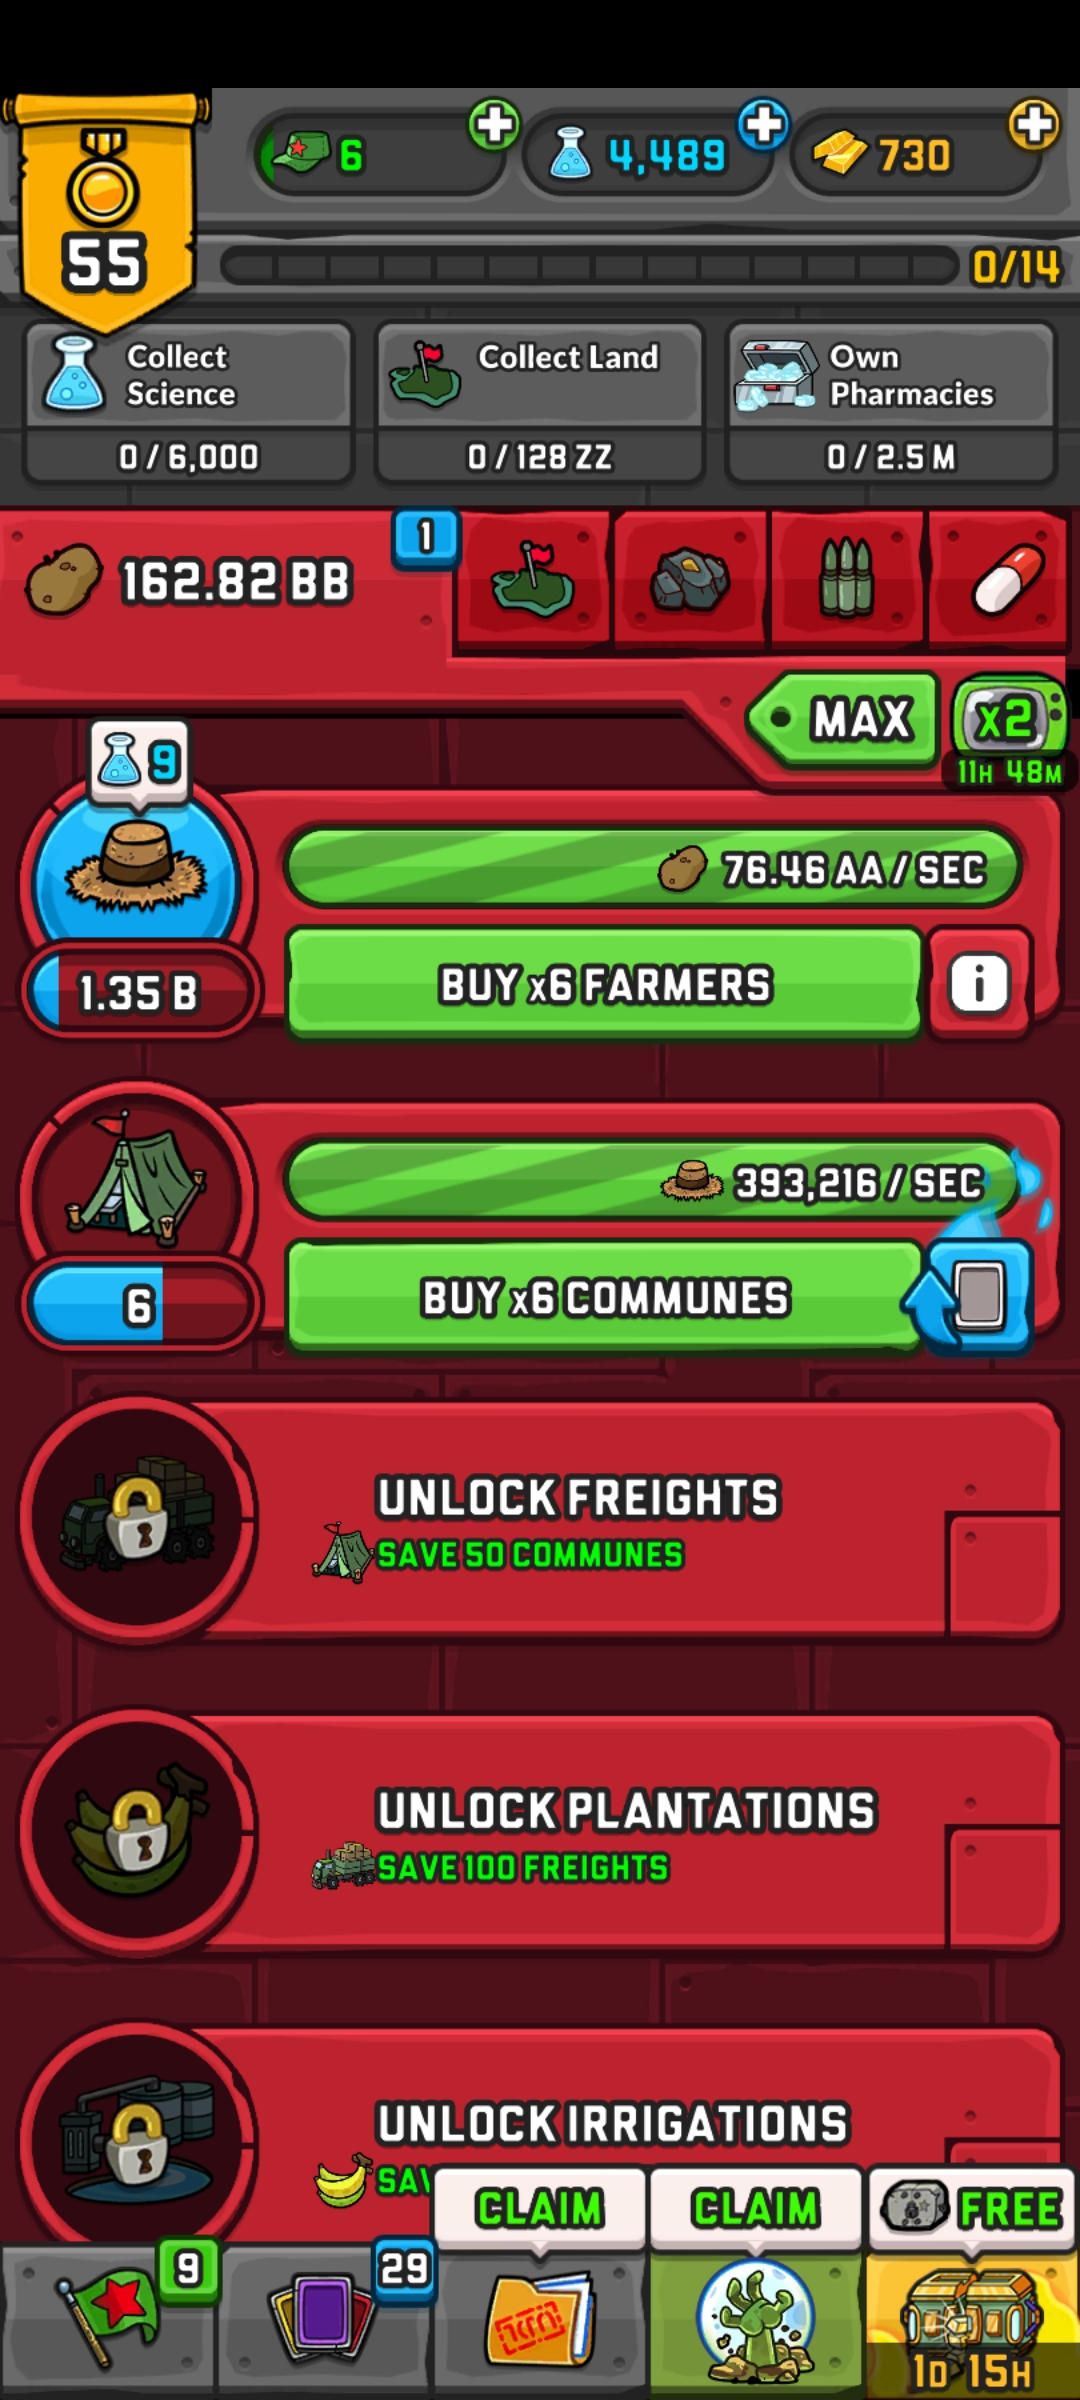 55
6
4,489
730
0/14
Collect Science
0 / 6,000
Collect Land
0 / 128 ZZ
Own Pharmacies
0 / 2.5 M
162.82 BB
1
MAX
x2
11H 48M
9
76.46 AA / SEC
1.35 B
BUY x6 FARMERS
i
393,216 / SEC
6
BUY x6 COMMUNES
UNLOCK FREIGHTS
SAVE 50 COMMUNES
UNLOCK PLANTATIONS
SAVE 100 FREIGHTS
UNLOCK IRRIGATIONS
CLAIM
CLAIM
FREE
9
29
1D 15H